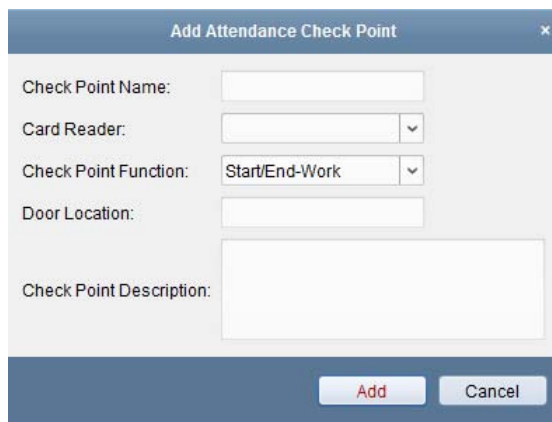 Add Attendance Check Point ×
Check Point Name:
Card Reader:
Check Point Function: Start/End-Work
Door Location:
Check Point Description:
Add Cancel